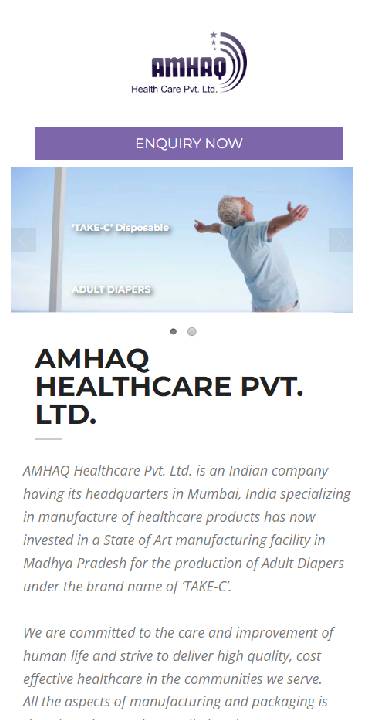 AMHAQ
Health Care Pvt. Ltd.
ENQUIRY NOW
'TAKE-C' Disposable
ADULT DIAPERS
AMHAQ
HEALTHCARE PVT.
LTD.
AMHAQ Healthcare Pvt. Ltd. is an Indian company
having its headquarters in Mumbai, India specializing
in manufacture of healthcare products has now
invested in a State of Art manufacturing facility in
Madhya Pradesh for the production of Adult Diapers
under the brand name of 'TAKE-C'.
We are committed to the care and improvement of
human life and strive to deliver high quality, cost
effective healthcare in the communities we serve.
All the aspects of manufacturing and packaging is